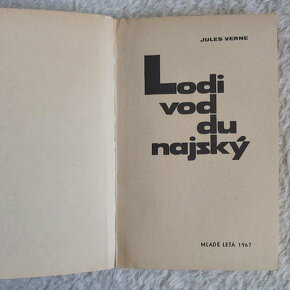 JULES VERNE
Lodi
vod
du
najský
MLADÉ LETÁ 1967